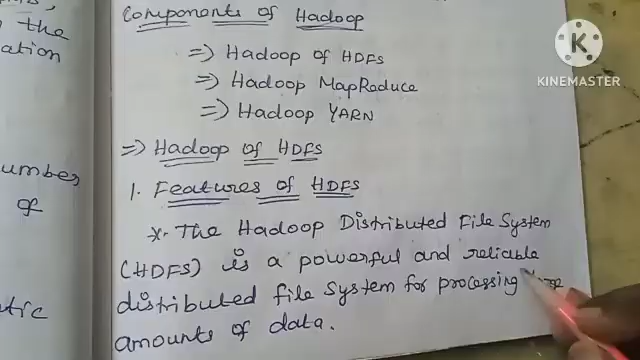 the
ation
umber
of
tric
Components of Hadoop
=> Hadoop of HDFS
=> Hadoop MapReduce
=> Hadoop YARN
=> Hadoop of HDFS
1. Features of HDFS
*. The Hadoop Distributed File System
(HDFS) is a powerful and reliable
distributed file System for processing
amounts of data.
KINEMASTER